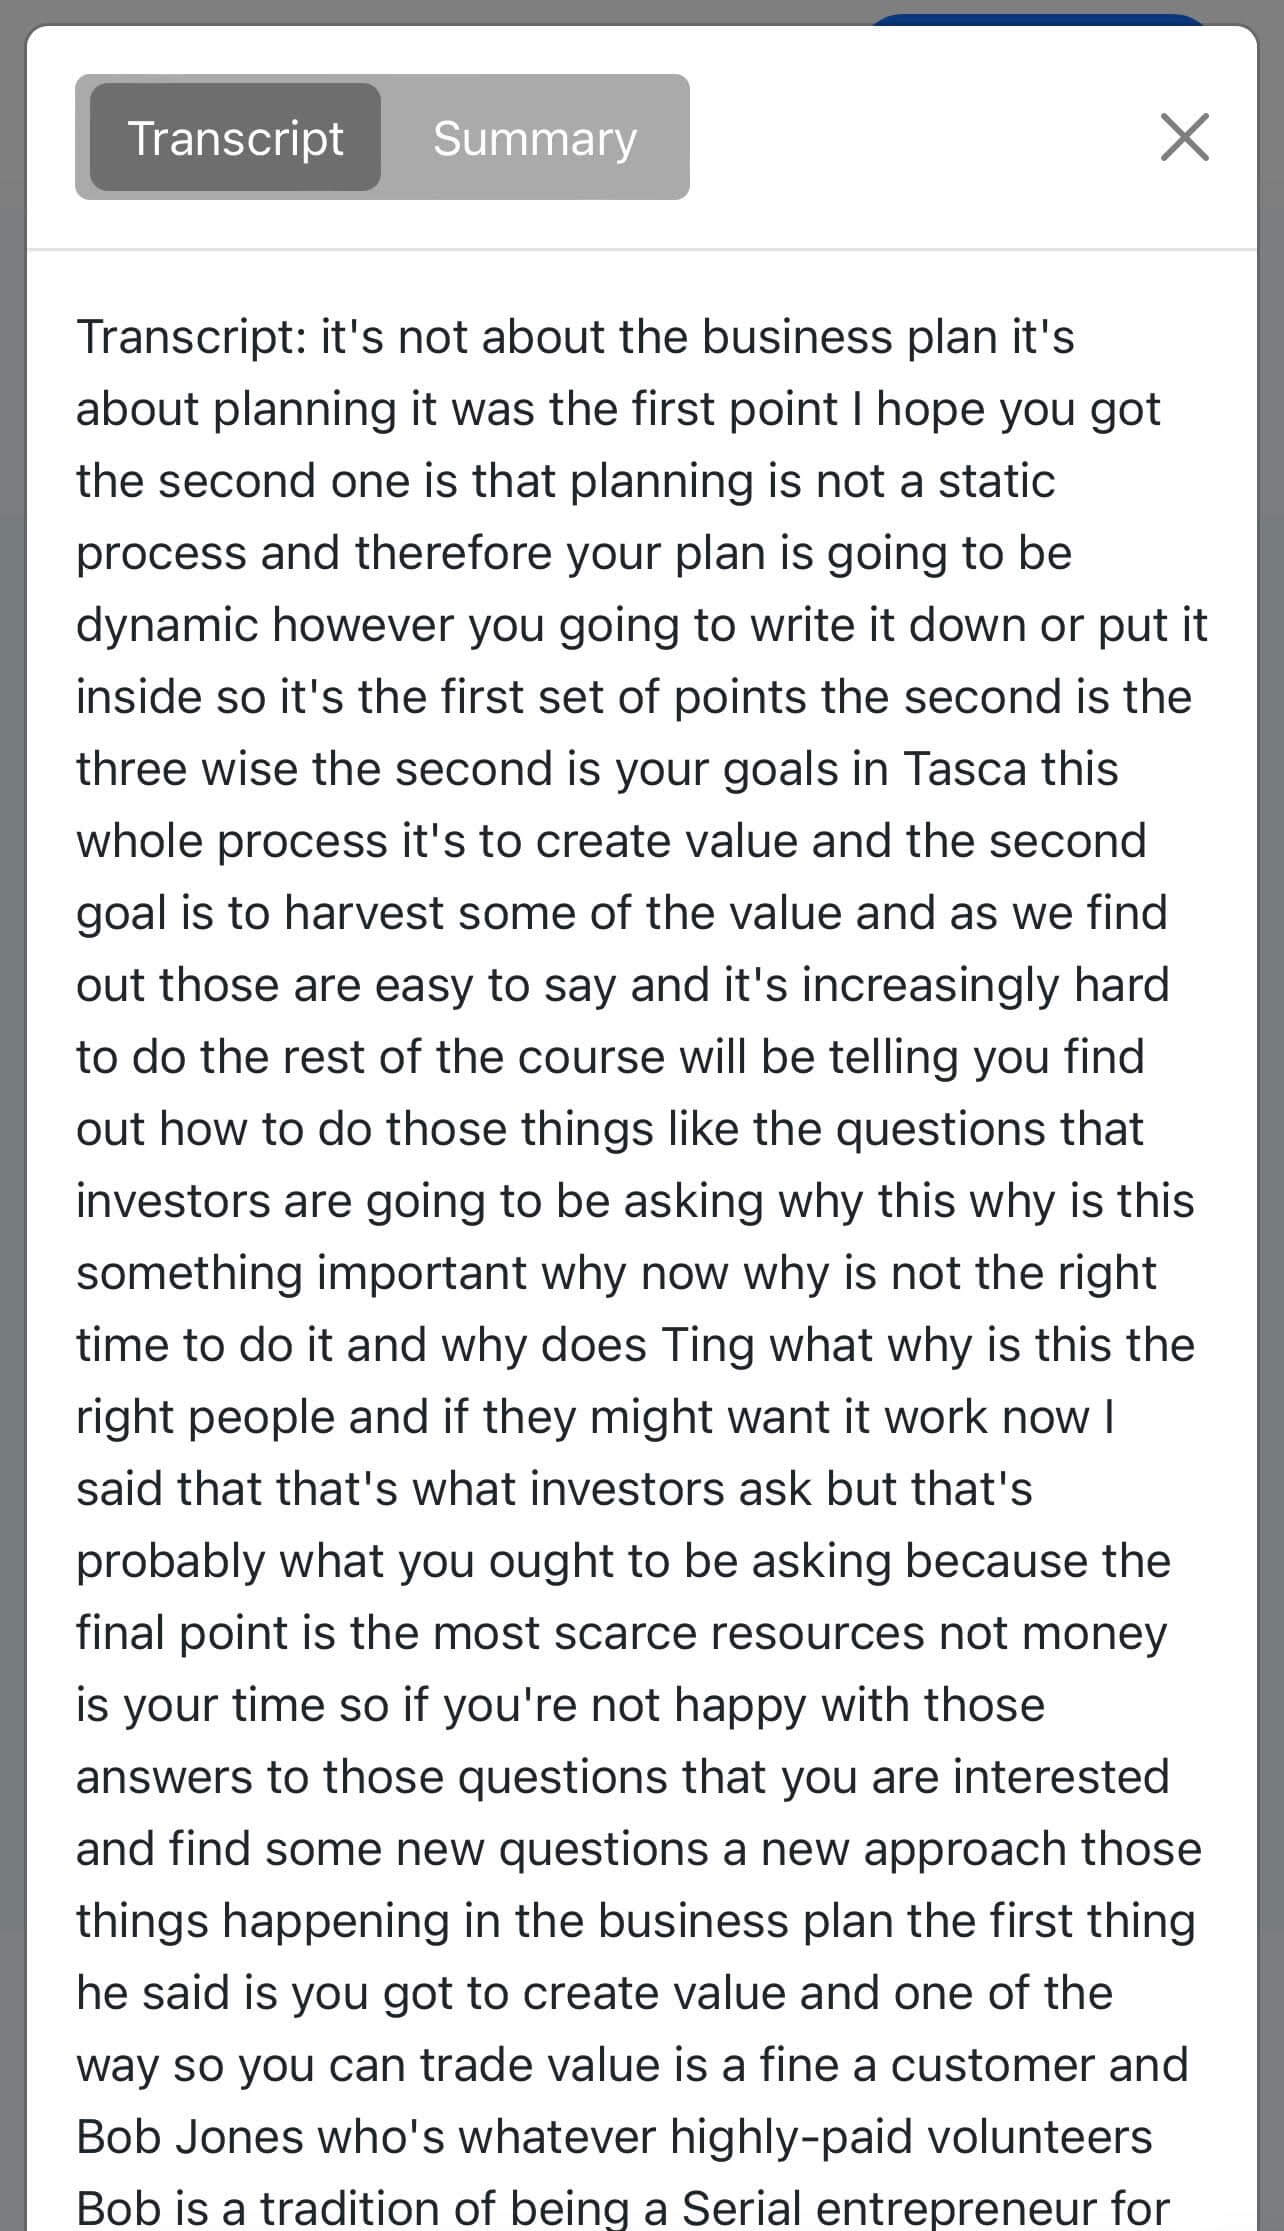 Transcript Summary
Transcript: it's not about the business plan it's
about planning it was the first point I hope you got
the second one is that planning is not a static
process and therefore your plan is going to be
dynamic however you going to write it down or put it
inside so it's the first set of points the second is the
three wise the second is your goals in Tasca this
whole process it's to create value and the second
goal is to harvest some of the value and as we find
out those are easy to say and it's increasingly hard
to do the rest of the course will be telling you find
out how to do those things like the questions that
investors are going to be asking why this why is this
something important why now why is not the right
time to do it and why does Ting what why is this the
right people and if they might want it work now I
said that that's what investors ask but that's
probably what you ought to be asking because the
final point is the most scarce resources not money
is your time so if you're not happy with those
answers to those questions that you are interested
and find some new questions a new approach those
things happening in the business plan the first thing
he said is you got to create value and one of the
way so you can trade value is a fine a customer and
Bob Jones who's whatever highly-paid volunteers
Bob is a tradition of being a Serial entrepreneur for